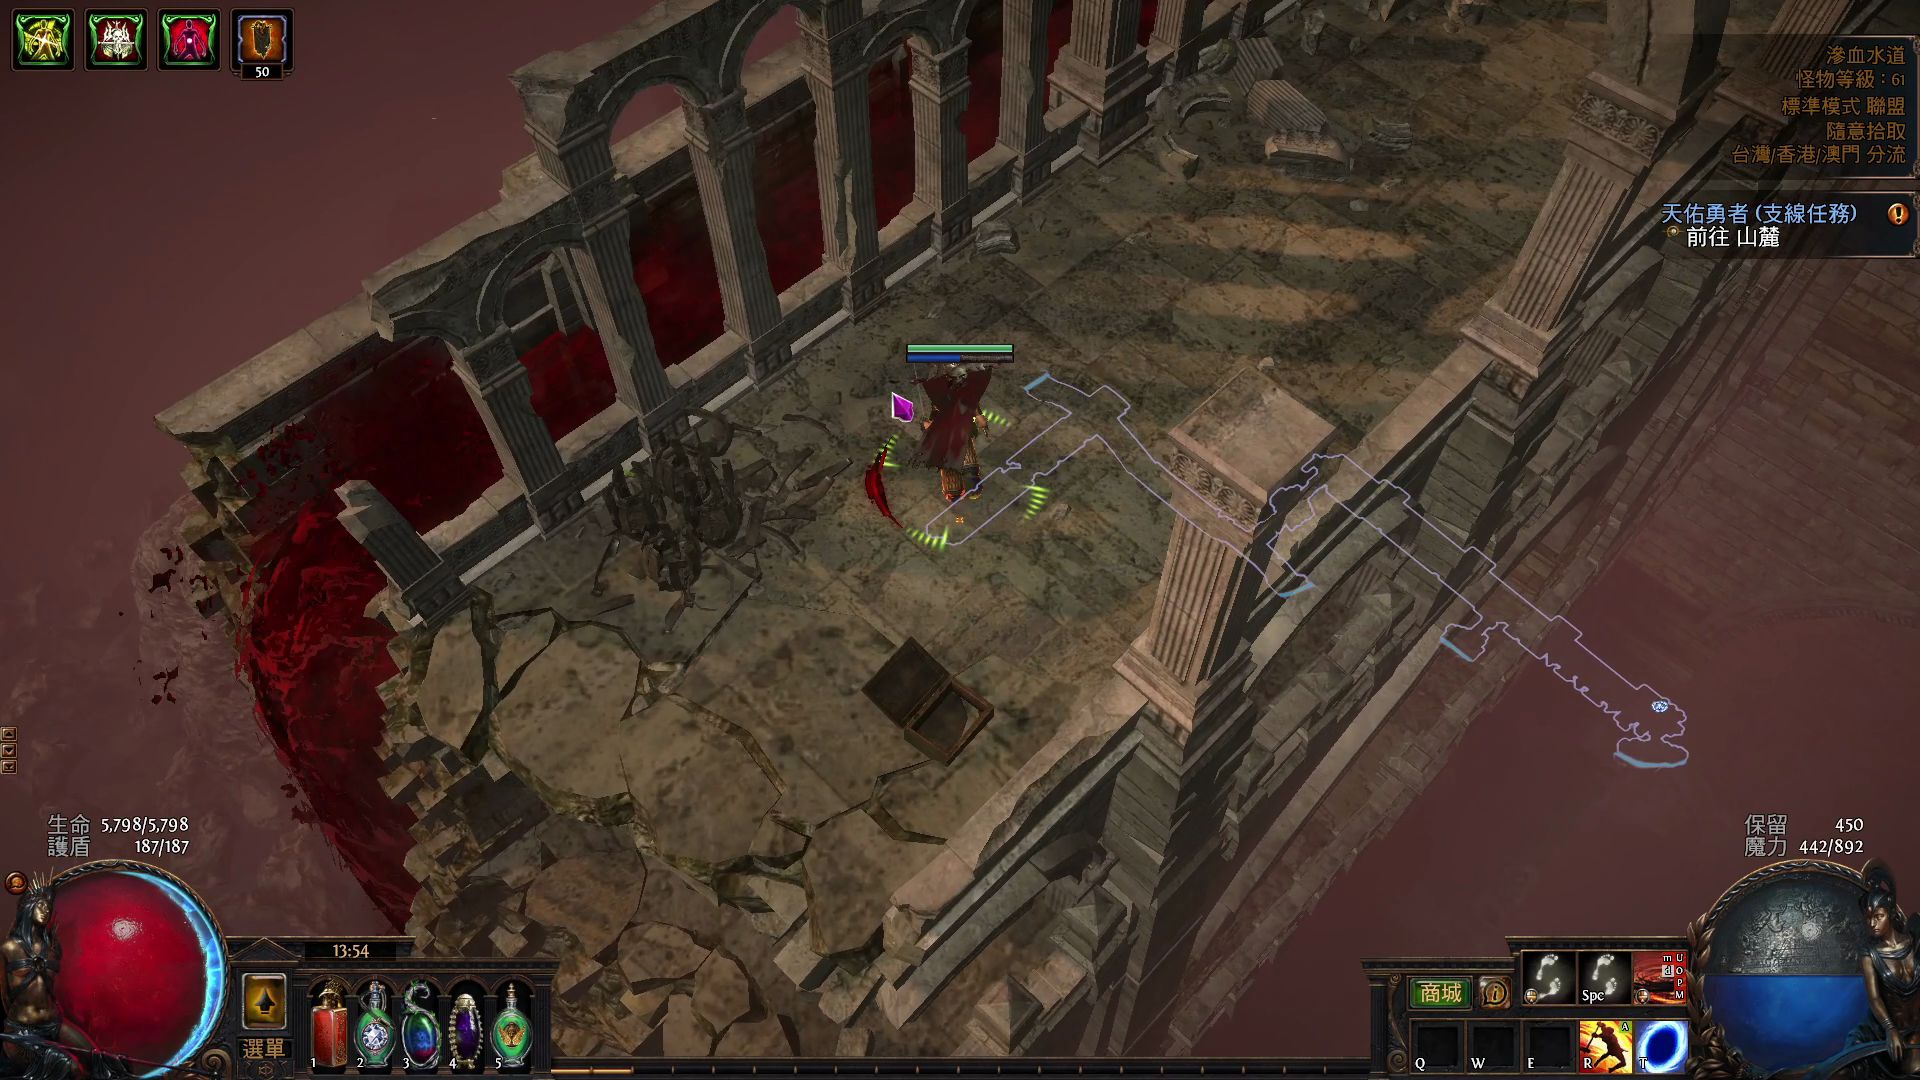 50
滲血水道
怪物等級：61
標準模式 聯盟
隨意拾取
台灣/香港/澳門 分流
天佑勇者 (支線任務)
前往 山麓
生命 5,798/5,798
護盾 187/187
保留 450
魔力 442/892
13:54
選單
1 2 3 4 5
商城
Spc
m U
d O
P
M
A
Q W E R T